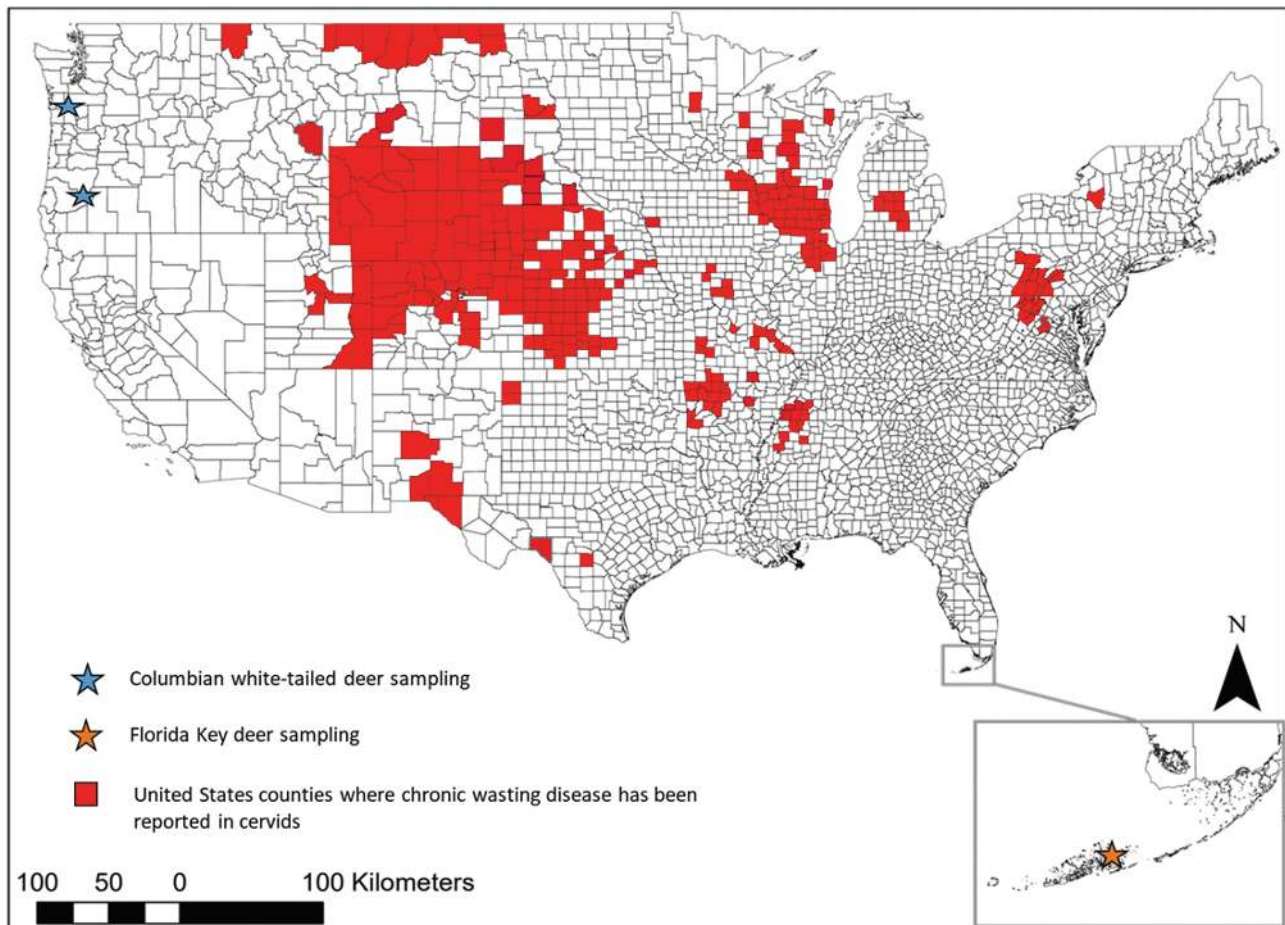 N
Columbian white-tailed deer sampling
Florida Key deer sampling
United States counties where chronic wasting disease has been
reported in cervids
100 50 0 100 Kilometers